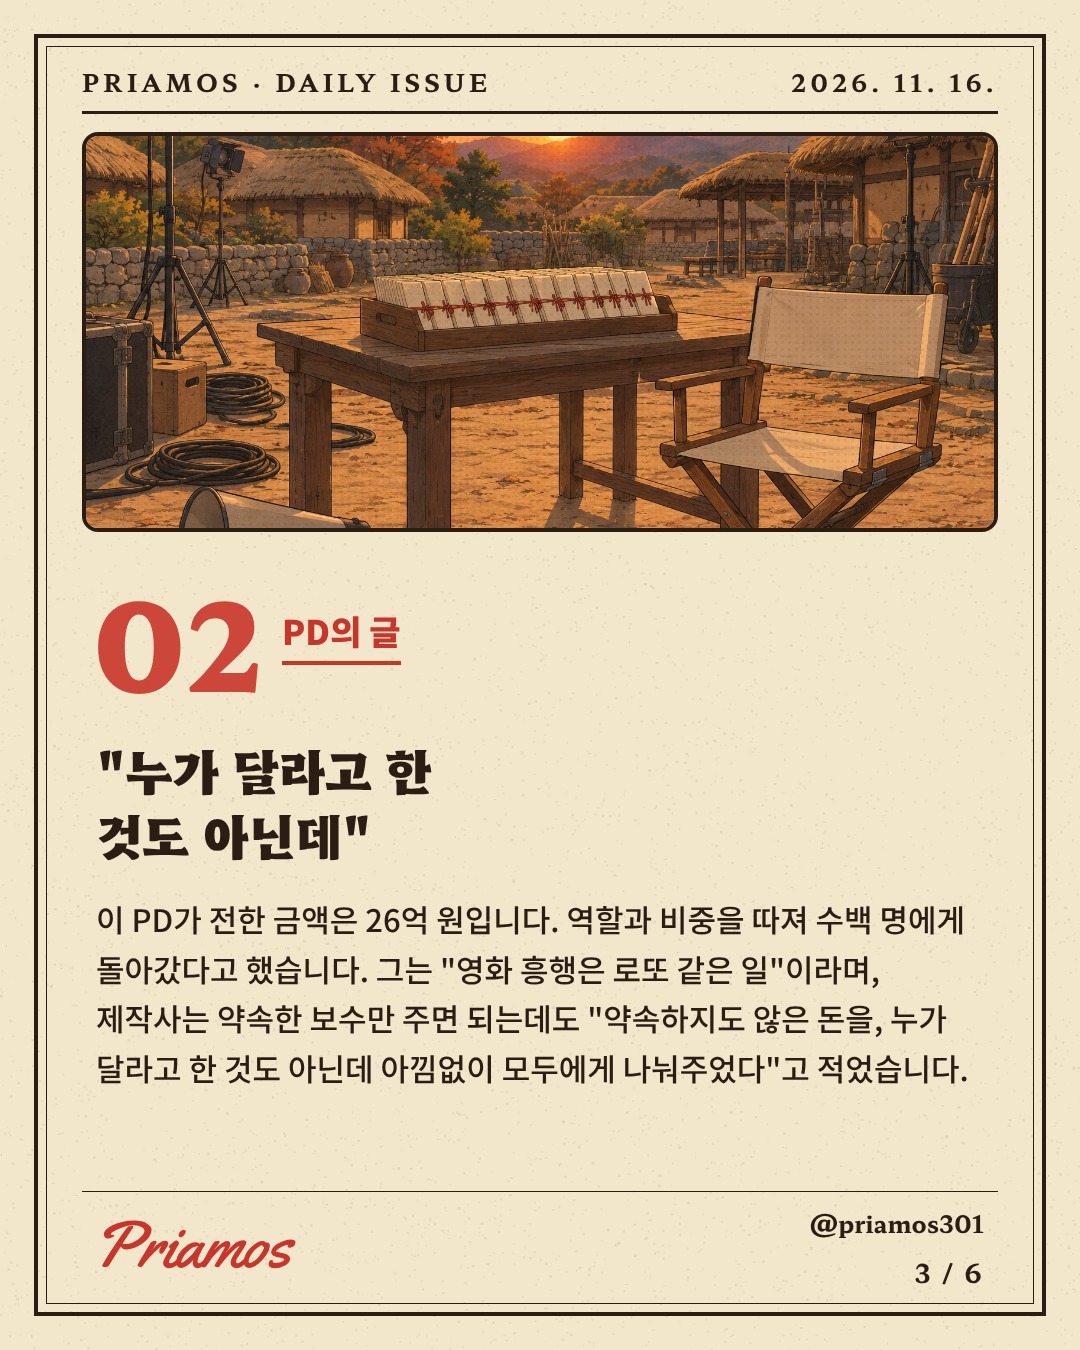 PRIAMOS · DAILY ISSUE
2026. 11. 16.
02
PD의 글
"누가 달라고 한
것도 아닌데"
이 PD가 전한 금액은 26억 원입니다. 역할과 비중을 따져 수백 명에게
돌아갔다고 했습니다. 그는 "영화 흥행은 로또 같은 일"이라며,
제작사는 약속한 보수만 주면 되는데도 "약속하지도 않은 돈을, 누가
달라고 한 것도 아닌데 아낌없이 모두에게 나눠주었다"고 적었습니다.
Priamos
@priamos301
3 / 6